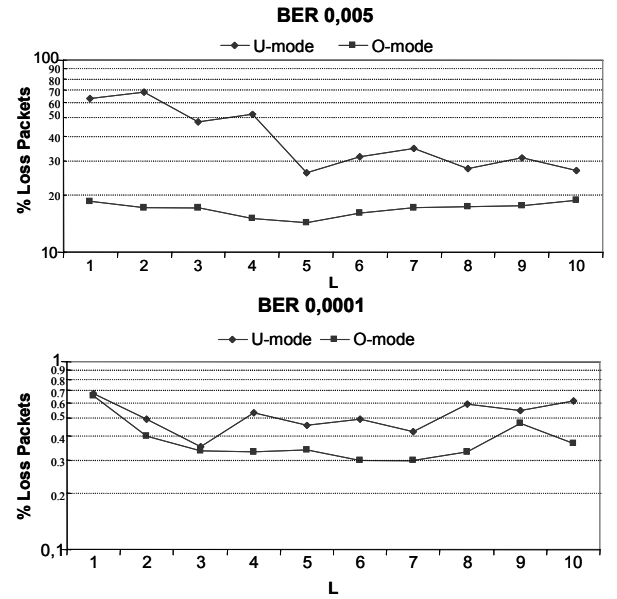 BER 0,005
U-mode O-mode
100
90
80
70
60
50
40
30
20
10
% Loss Packets
1 2 3 4 5 6 7 8 9 10
L
BER 0,0001
U-mode O-mode
1
0.9
0.8
0.7
0.6
0.5
0.4
0.3
0.2
0,1
% Loss Packets
1 2 3 4 5 6 7 8 9 10
L